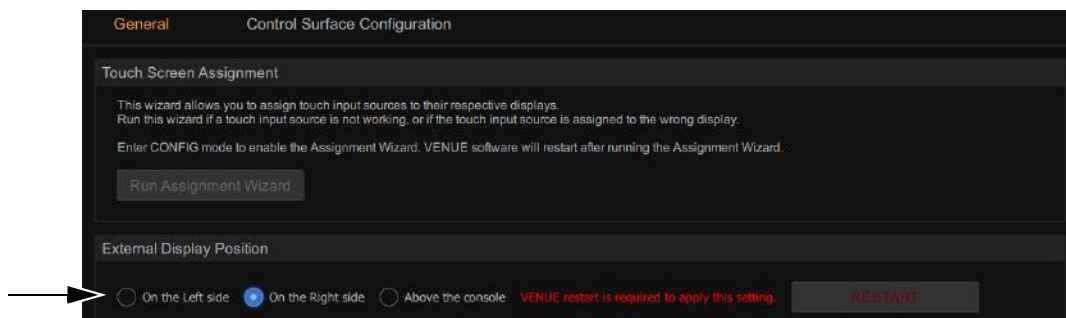 General Control Surface Configuration
Touch Screen Assignment
This wizard allows you to assign touch input sources to their respective displays.
Run this wizard if a touch input source is not working, or if the touch input source is assigned to the wrong display.
Enter CONFIG mode to enable the Assignment Wizard. VENUE software will restart after running the Assignment Wizard.
Run Assignment Wizard
External Display Position
On the Left side On the Right side Above the console VENUE restart is required to apply this setting. RESTART